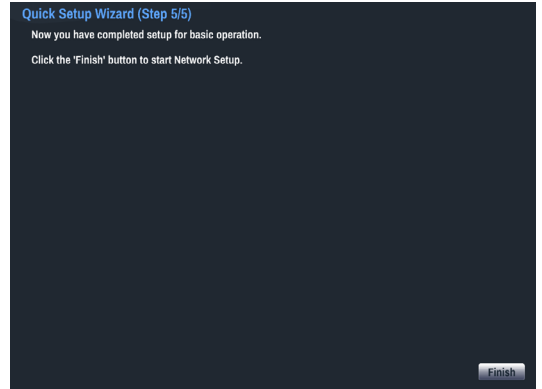 Quick Setup Wizard (Step 5/5)
Now you have completed setup for basic operation.
Click the 'Finish' button to start Network Setup.
Finish